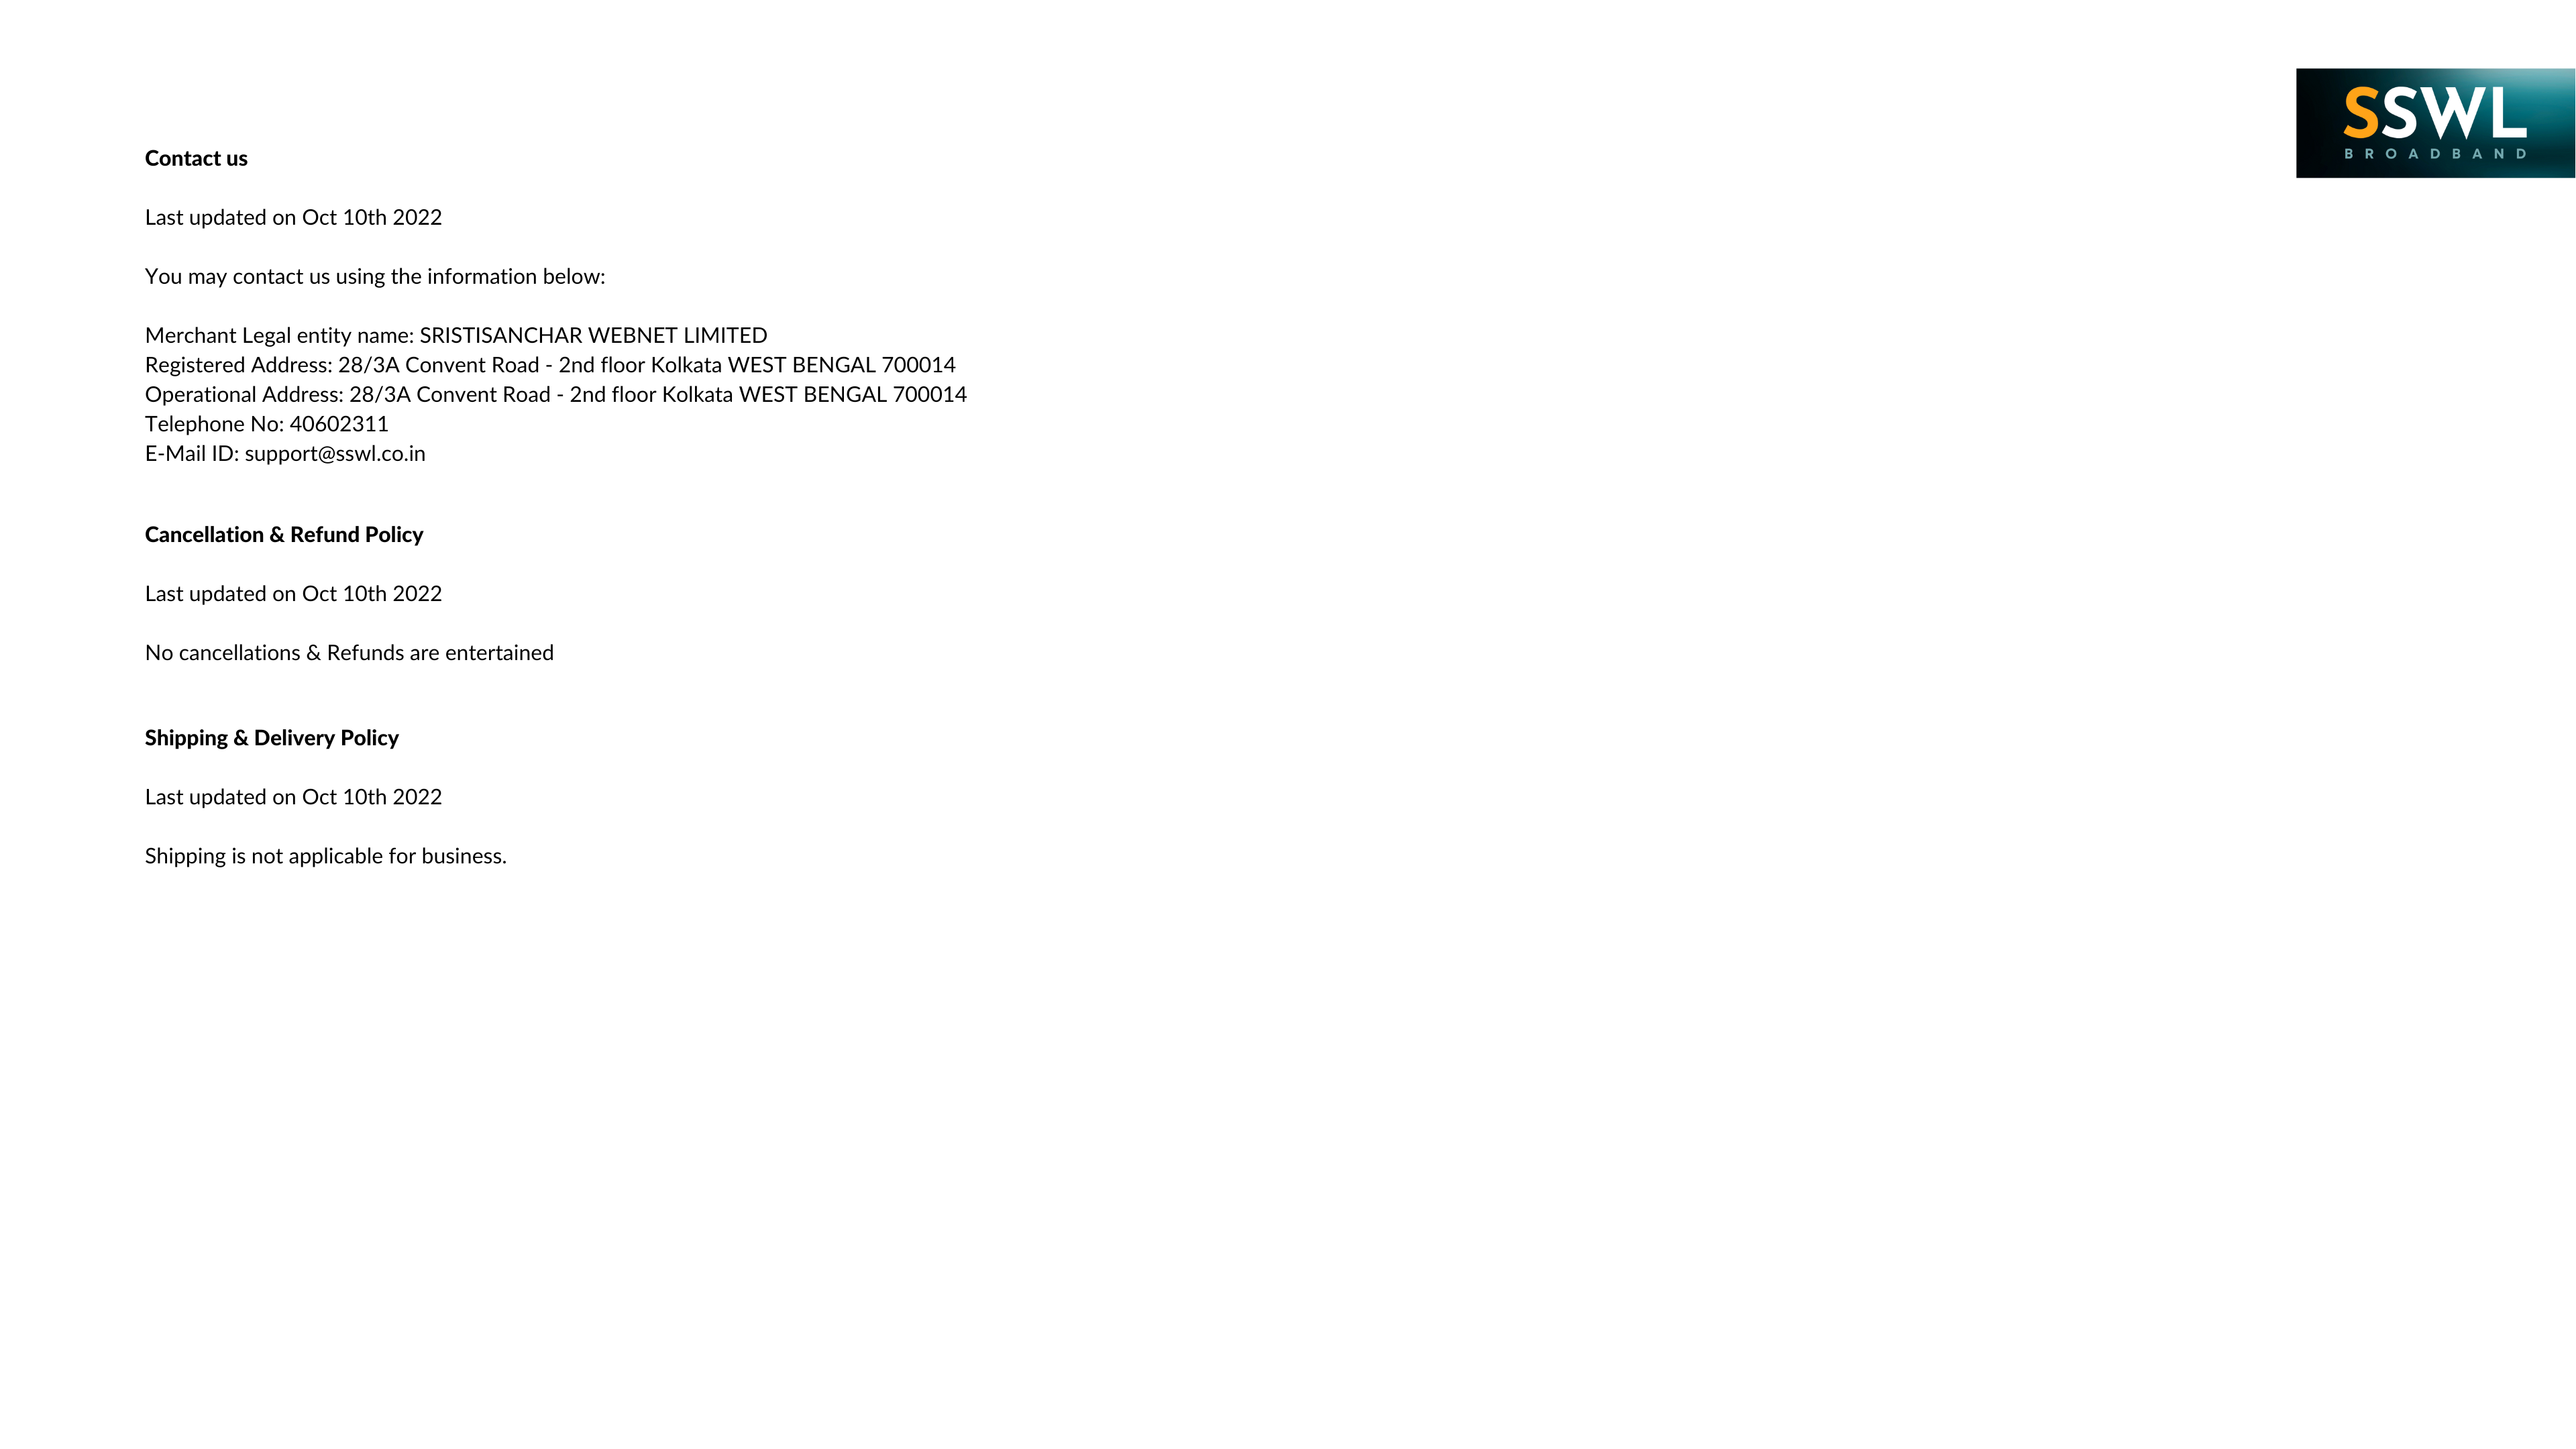 SSWL
BROADBAND
Contact us
Last updated on Oct 10th 2022
You may contact us using the information below:
Merchant Legal entity name: SRISTISANCHAR WEBNET LIMITED
Registered Address: 28/3A Convent Road - 2nd floor Kolkata WEST BENGAL 700014
Operational Address: 28/3A Convent Road - 2nd floor Kolkata WEST BENGAL 700014
Telephone No: 40602311
E-Mail ID: support@sswl.co.in
Cancellation & Refund Policy
Last updated on Oct 10th 2022
No cancellations & Refunds are entertained
Shipping & Delivery Policy
Last updated on Oct 10th 2022
Shipping is not applicable for business.